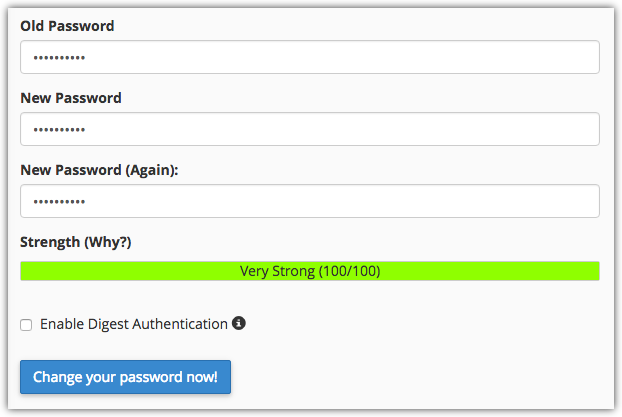 Old Password
••••••••••
New Password
••••••••••
New Password (Again):
••••••••••
Strength (Why?)
Very Strong (100/100)
Enable Digest Authentication
Change your password now!